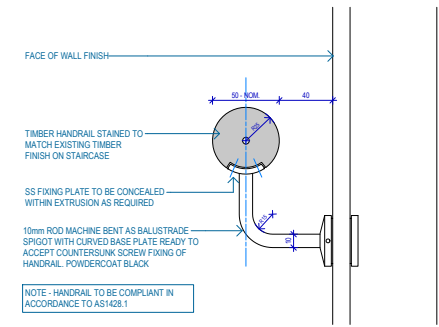 FACE OF WALL FINISH
50 - NOM.
40
R25
TIMBER HANDRAIL STAINED TO
MATCH EXISTING TIMBER
FINISH ON STAIRCASE
SS FIXING PLATE TO BE CONCEALED
WITHIN EXTRUSION AS REQUIRED
R15
10
10mm ROD MACHINE BENT AS BALUSTRADE
SPIGOT WITH CURVED BASE PLATE READY TO
ACCEPT COUNTERSUNK SCREW FIXING OF
HANDRAIL. POWDERCOAT BLACK
NOTE - HANDRAIL TO BE COMPLIANT IN
ACCORDANCE TO AS1428.1